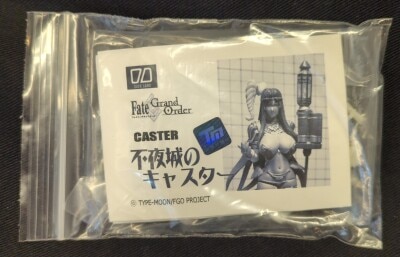 Fate Grand Order
CASTER
不夜城の
キャスター
© TYPE-MOON/FGO PROJECT